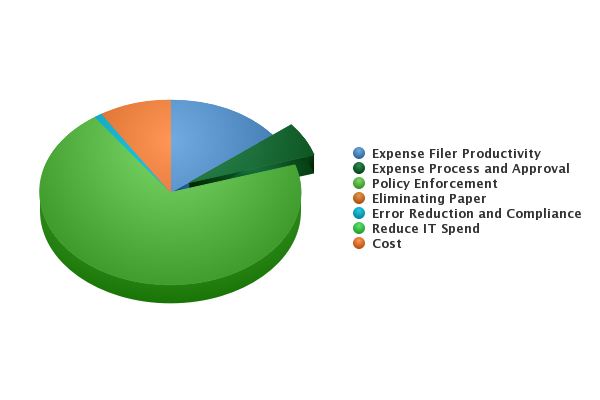 Expense Filer Productivity
Expense Process and Approval
Policy Enforcement
Eliminating Paper
Error Reduction and Compliance
Reduce IT Spend
Cost